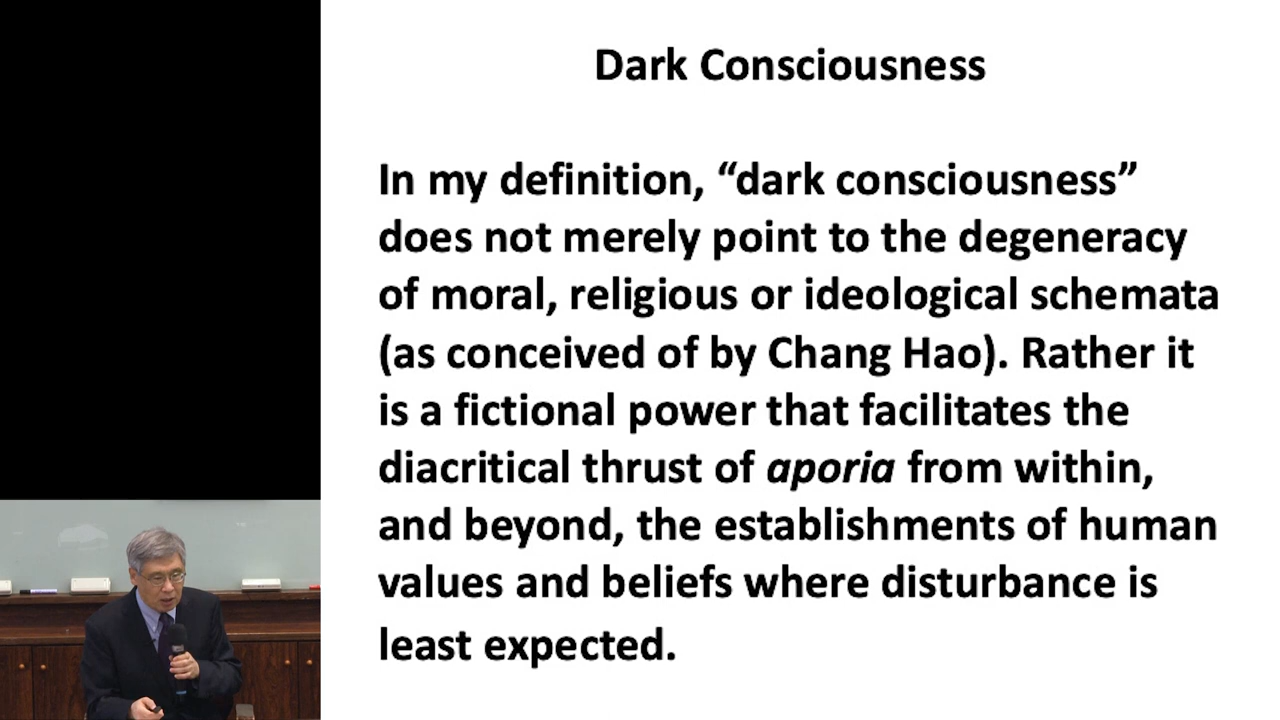 Dark Consciousness
In my definition, “dark consciousness”
does not merely point to the degeneracy
of moral, religious or ideological schemata
(as conceived of by Chang Hao). Rather it
is a fictional power that facilitates the
diacritical thrust of aporia from within,
and beyond, the establishments of human
values and beliefs where disturbance is
least expected.